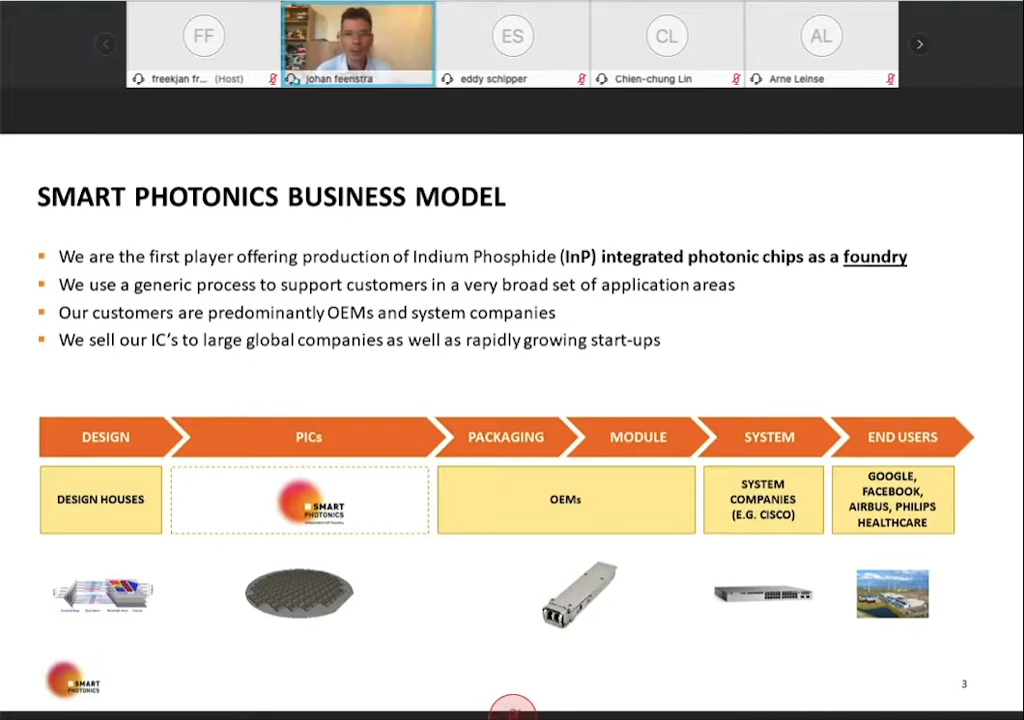 FF
ES
CL
AL
freekjan fr... (Host)
johan feenstra
eddy schipper
Chien-chung Lin
Arne Leinse
SMART PHOTONICS BUSINESS MODEL
We are the first player offering production of Indium Phosphide (InP) integrated photonic chips as a foundry
We use a generic process to support customers in a very broad set of application areas
Our customers are predominantly OEMs and system companies
We sell our IC's to large global companies as well as rapidly growing start-ups
DESIGN
PICs
PACKAGING
MODULE
SYSTEM
END USERS
DESIGN HOUSES
SMART
PHOTONICS
OEMs
SYSTEM
COMPANIES
(E.G. CISCO)
GOOGLE,
FACEBOOK,
AIRBUS, PHILIPS
HEALTHCARE
SMART
PHOTONICS
3